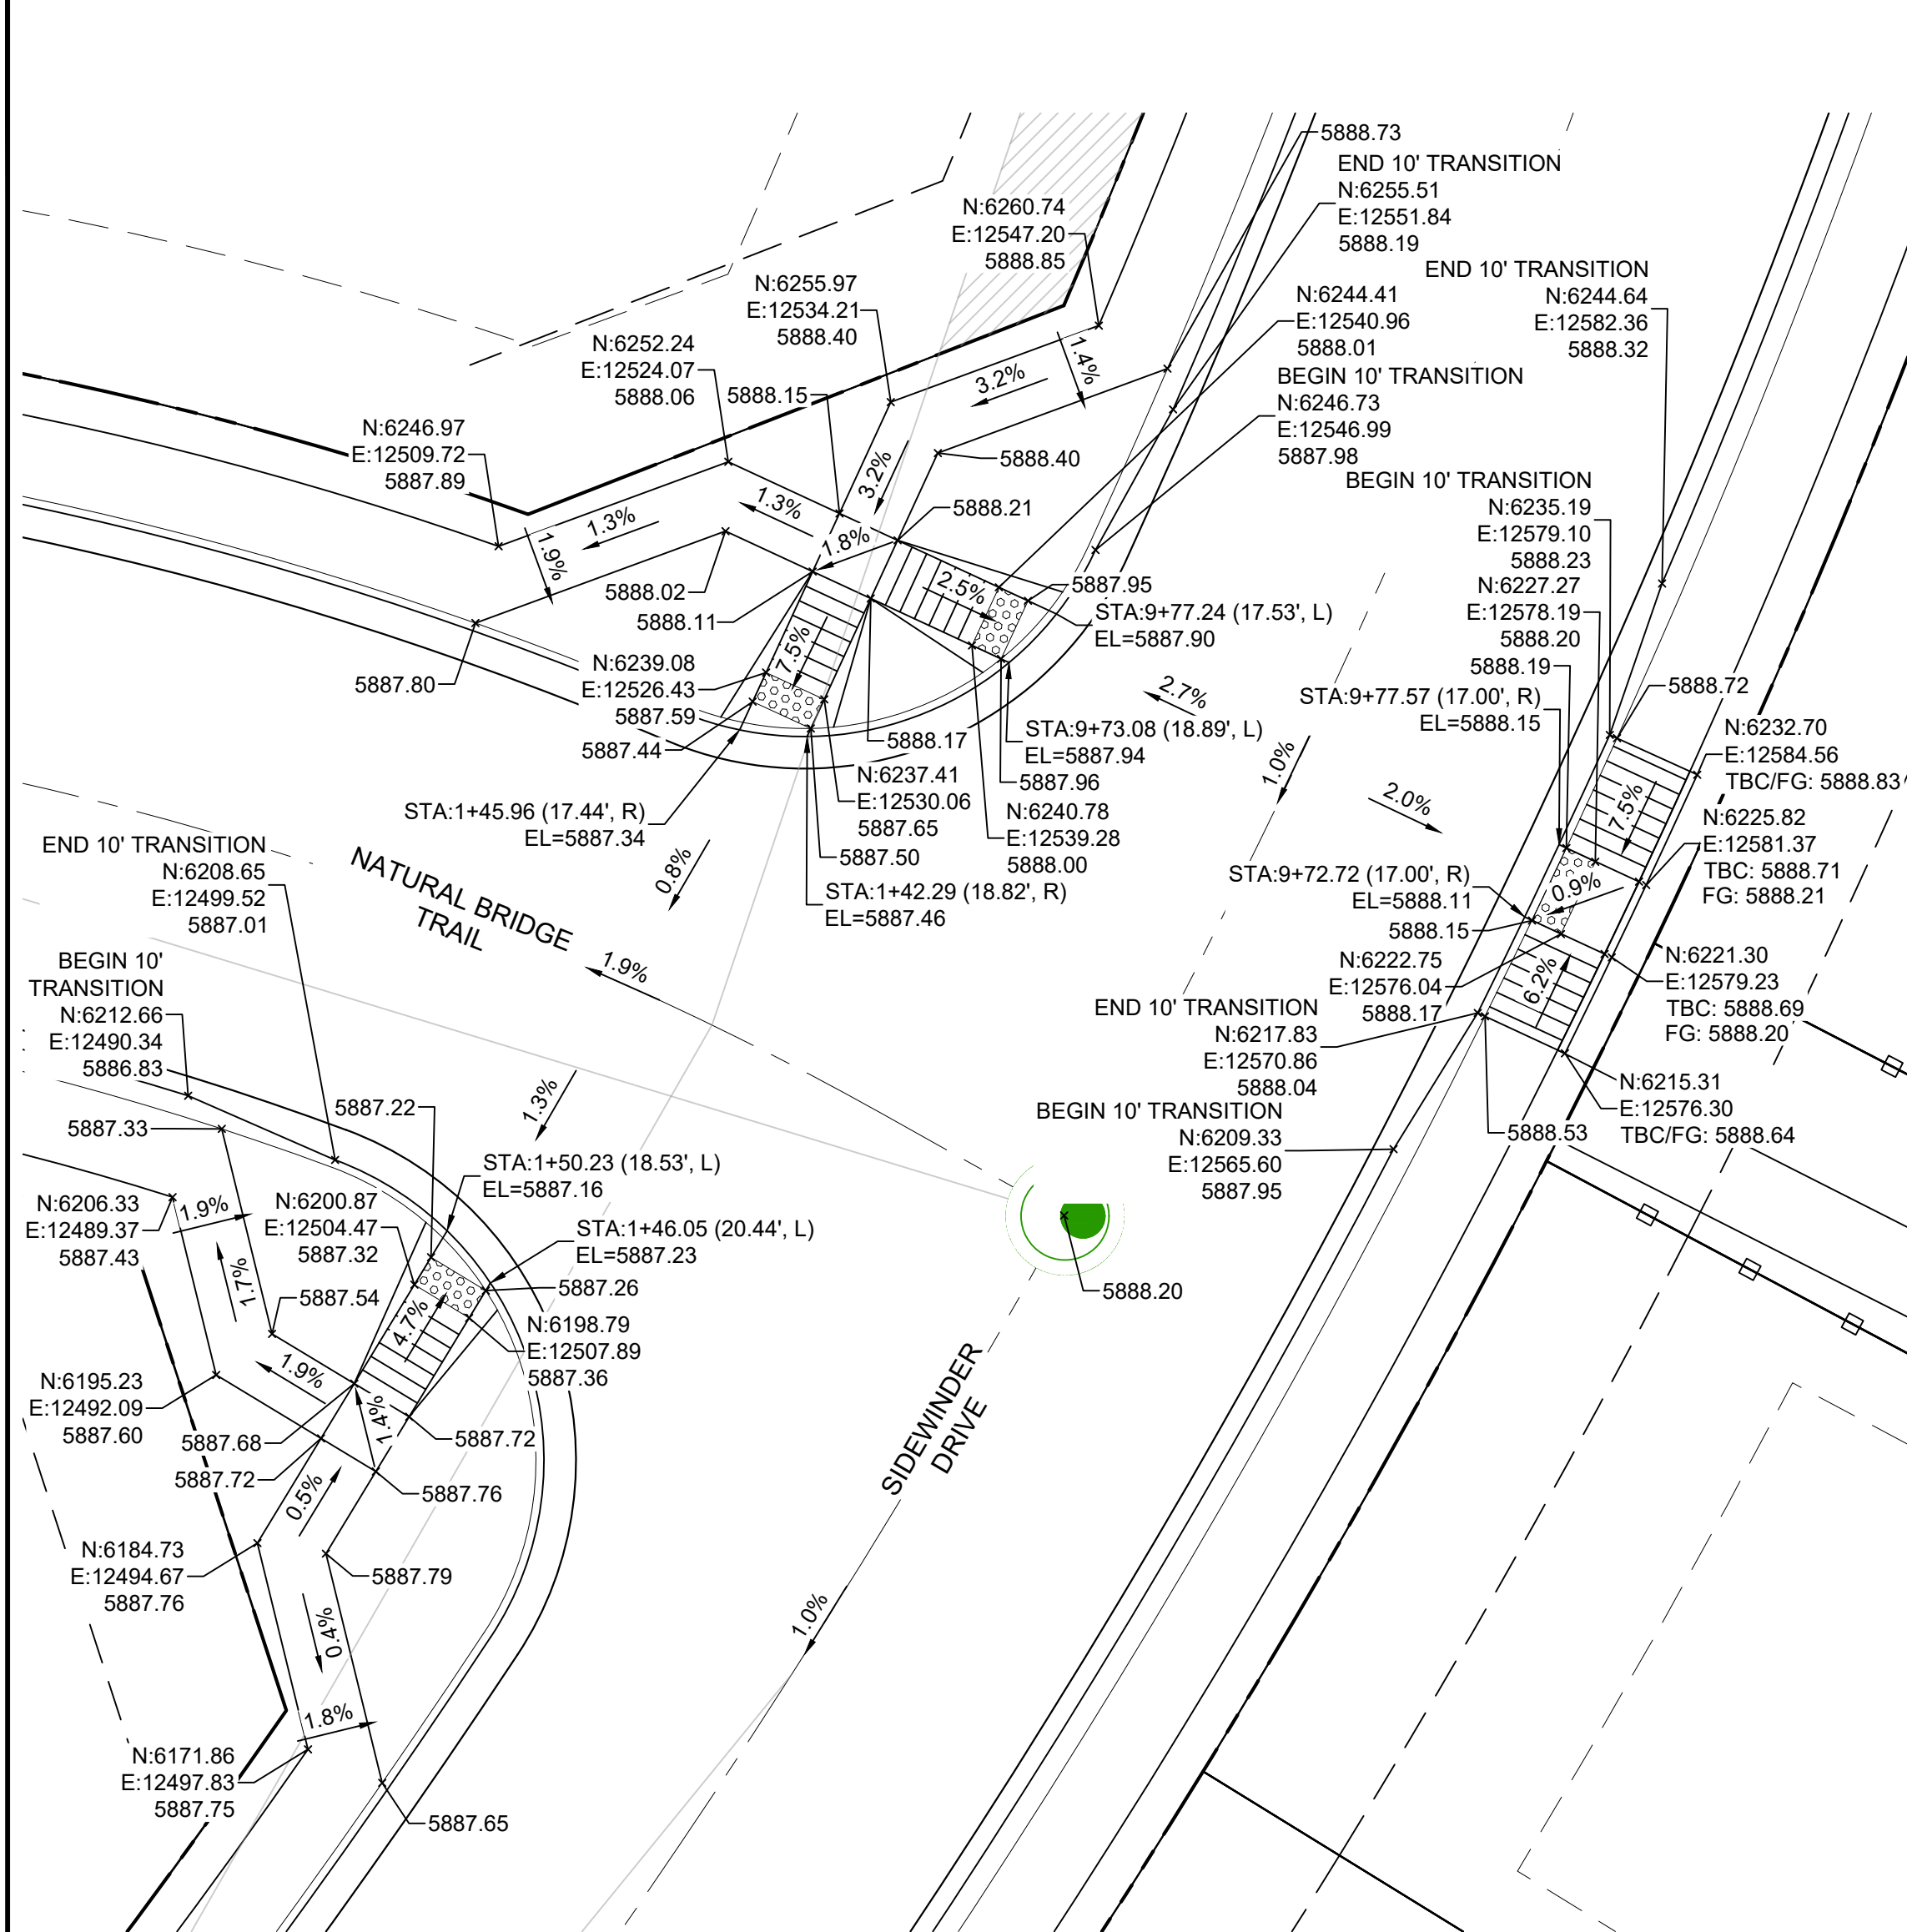 5888.73
END 10' TRANSITION
N:6255.51
E:12551.84
5888.19
N:6260.74
E:12547.20
5888.85
END 10' TRANSITION
N:6244.64
E:12582.36
5888.32
N:6255.97
E:12534.21
5888.40
N:6244.41
E:12540.96
5888.01
N:6252.24
E:12524.07
5888.06
5888.15
1.4%
3.2%
BEGIN 10' TRANSITION
N:6246.73
E:12546.99
5887.98
N:6246.97
E:12509.72
5887.89
3.2%
5888.40
BEGIN 10' TRANSITION
N:6235.19
E:12579.10
5888.23
1.3%
1.3%
5888.21
1.9%
1.8%
5888.02
5888.11
2.5%
5887.95
STA:9+77.24 (17.53', L)
EL=5887.90
N:6227.27
E:12578.19
5888.20
5888.19
7.5%
N:6239.08
E:12526.43
5887.59
5887.80
5887.44
2.7%
STA:9+77.57 (17.00', R)
EL=5888.15
5888.72
STA:9+73.08 (18.89', L)
EL=5887.94
5887.96
5888.17
N:6232.70
E:12584.56
TBC/FG: 5888.83
1.0%
N:6237.41
E:12530.06
5887.65
5887.50
N:6240.78
E:12539.28
5888.00
STA:1+45.96 (17.44', R)
EL=5887.34
2.0%
7.5%
N:6225.82
E:12581.37
TBC: 5888.71
FG: 5888.21
END 10' TRANSITION
N:6208.65
E:12499.52
5887.01
NATURAL BRIDGE
TRAIL
0.8%
STA:1+42.29 (18.82', R)
EL=5887.46
STA:9+72.72 (17.00', R)
EL=5888.11
5888.15
0.9%
BEGIN 10'
TRANSITION
N:6212.66
E:12490.34
5886.83
1.9%
N:6222.75
E:12576.04
5888.17
6.2%
N:6221.30
E:12579.23
TBC: 5888.69
FG: 5888.20
END 10' TRANSITION
N:6217.83
E:12570.86
5888.04
1.3%
5887.22
5887.33
BEGIN 10' TRANSITION
N:6209.33
E:12565.60
5887.95
5888.53
N:6215.31
E:12576.30
TBC/FG: 5888.64
STA:1+50.23 (18.53', L)
EL=5887.16
N:6206.33
E:12489.37
5887.43
1.9%
N:6200.87
E:12504.47
5887.32
STA:1+46.05 (20.44', L)
EL=5887.23
5887.26
5888.20
1.7%
5887.54
4.7%
N:6198.79
E:12507.89
5887.36
1.9%
N:6195.23
E:12492.09
5887.60
1.4%
5887.68
5887.72
5887.72
5887.76
SIDEWINDER
DRIVE
0.5%
N:6184.73
E:12494.67
5887.76
5887.79
0.4%
1.0%
1.8%
N:6171.86
E:12497.83
5887.75
5887.65